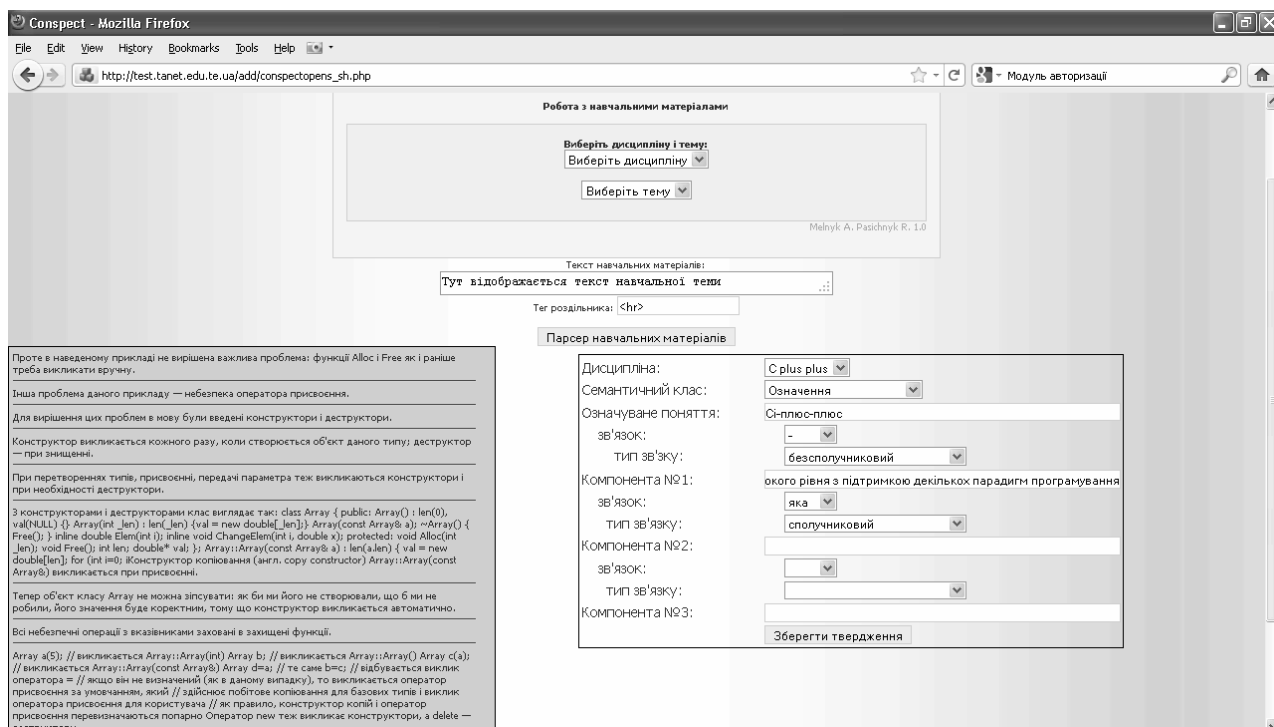 Conspect - Mozilla Firefox
File Edit View History Bookmarks Tools Help
http://test.tanet.edu.te.ua/add/conspectopens_sh.php
Модуль авторизації
Робота з навчальними матеріалами
Виберіть дисципліну і тему:
Виберіть дисципліну
Виберіть тему
Melnyk A. Pasichnyk R. 1.0
Текст навчальних матеріалів:
Тут відображається текст навчальної теми
Тег роздільника: <hr>
Парсер навчальних матеріалів
Проте в наведеному прикладі не вирішена важлива проблема: функції Alloc і Free як і раніше
треба викликати вручну.
Інша проблема даного прикладу — небезпека оператора присвоєння.
Для вирішення цих проблем в мову були введені конструктори і деструктори.
Конструктор викликається кожного разу, коли створюється об'єкт даного типу; деструктор
— при знищенні.
При перетвореннях типів, присвоєнні, передачі параметра теж викликаються конструктори і
при необхідності деструктори.
З конструкторами і деструкторами клас виглядає так: class Array { public: Array() : len(0),
val(NULL) {} Array(int _len) : len(_len) {val = new double[_len];} Array(const Array& a); ~Array() {
Free(); } inline double Elem(int i); inline void ChangeElem(int i, double x); protected: void Alloc(int
_len); void Free(); int len; double* val; }; Array::Array(const Array& a) : len(a.len) { val = new
double[len]; for (int i=0; iКонструктор копіювання (англ. copy constructor) Array::Array(const
Array&) викликається при присвоєнні.
Тепер об'єкт класу Array не можна зіпсувати: як би ми його не створювали, що б ми не
робили, його значення буде коректним, тому що конструктор викликається автоматично.
Всі небезпечні операції з вказівниками заховані в захищені функції.
Array a(5); // викликається Array::Array(int) Array b; // викликається Array::Array() Array c(a);
// викликається Array::Array(const Array&) Array d=a; // те саме b=c; // відбувається виклик
оператора = // якщо він не визначений (як в даному випадку), то викликається оператор
присвоєння за умовчанням, який // здійснює побітове копіювання для базових типів і виклик
оператора присвоєння для користувача // як правило, конструктор копій і оператор
присвоєння перевизначаються попарно Оператор new теж викликає конструктори, а delete —
Дисципліна: C plus plus
Семантичний клас: Означення
Означуване поняття: Сі-плюс-плюс
зв'язок: -
тип зв'зку: безсполучниковий
Компонента №1: окого рівня з підтримкою декількох парадигм програмування
зв'язок: яка
тип зв'язку: сполучниковий
Компонента №2:
зв'язок:
тип зв'язку:
Компонента №3:
Зберегти твердження